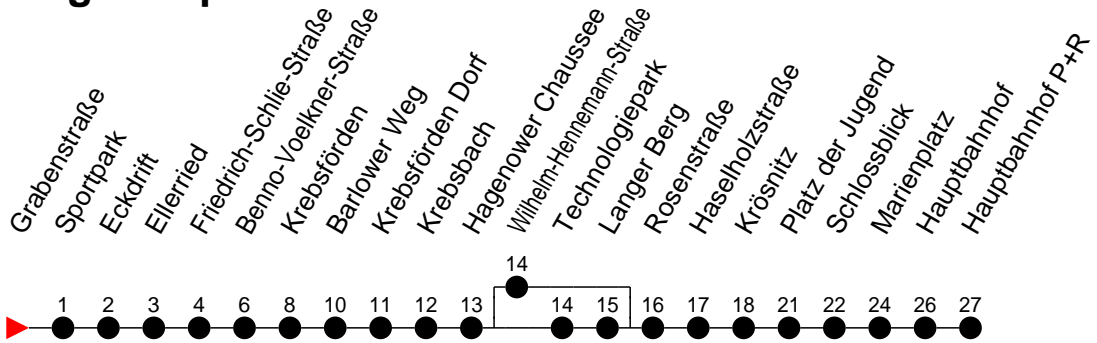 Grabenstraße
Sportpark
Eckdrift
Ellerried
Friedrich-Schlie-Straße
Benno-Voelkner-Straße
Krebsförden
Barlower Weg
Krebsförden Dorf
Krebsbach
Hagenower Chaussee
Wilhelm-Hennemann-Straße
Technologiepark
Langer Berg
Rosenstraße
Haselholzstraße
Krösnitz
Platz der Jugend
Schlossblick
Marienplatz
Hauptbahnhof
Hauptbahnhof P+R
14
1 2 3 4 6 8 10 11 12 13 14 15 16 17 18 21 22 24 26 27